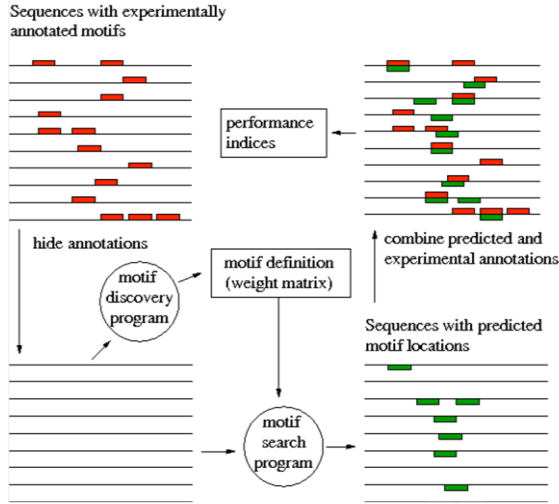 Sequences with experimentally
annotated motifs
performance
indices
hide annotations
motif
discovery
program
motif definition
(weight matrix)
combine predicted and
experimental annotations
Sequences with predicted
motif locations
motif
search
program